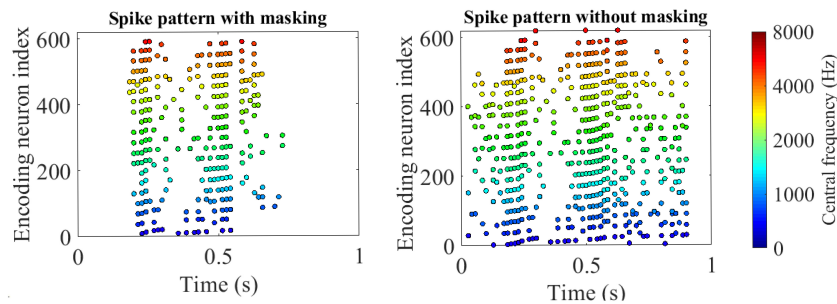 Spike pattern with masking
Encoding neuron index
600
400
200
0
0
0.5
1
Time (s)
Spike pattern without masking
Encoding neuron index
600
400
200
0
0
0.5
1
Time (s)
8000
4000
2000
1000
0
Central frequency (Hz)